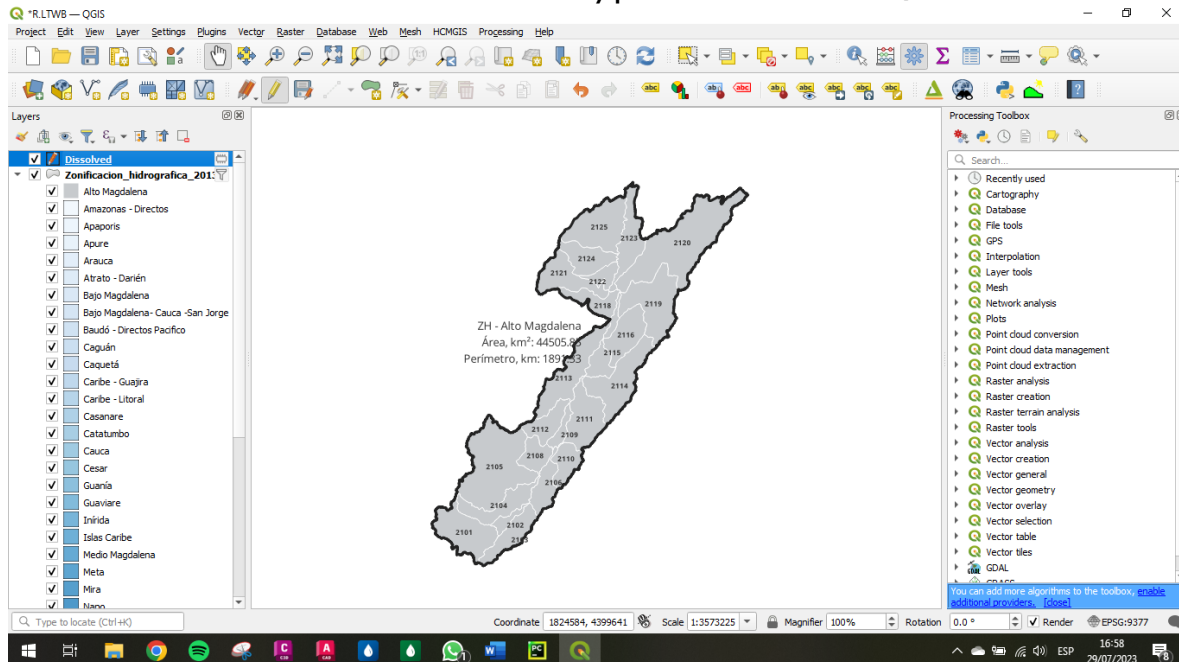 *R.LTWB — QGIS
Project Edit View Layer Settings Plugins Vector Raster Database Web Mesh HCMGIS Processing Help
Layers
Dissolved
Zonificacion_hidrografica_2013
Alto Magdalena
Amazonas - Directos
Apaporis
Apure
Arauca
Atrato - Darién
Bajo Magdalena
Bajo Magdalena- Cauca -San Jorge
Baudó - Directos Pacifico
Caguán
Caquetá
Caribe - Guajira
Caribe - Litoral
Casanare
Catatumbo
Cauca
Cesar
Guanía
Guaviare
Inírida
Islas Caribe
Medio Magdalena
Meta
Mira
Napo
2125
2123
2120
2124
2121
2122
2118
2119
ZH - Alto Magdalena
Área, km²: 44505.83
Perímetro, km: 1891.33
2116
2115
2113
2114
2111
2112
2109
2108
2110
2105
2106
2104
2102
2101
2103
Processing Toolbox
Search...
Recently used
Cartography
Database
File tools
GPS
Interpolation
Layer tools
Mesh
Network analysis
Plots
Point cloud conversion
Point cloud data management
Point cloud extraction
Raster analysis
Raster creation
Raster terrain analysis
Raster tools
Vector analysis
Vector creation
Vector general
Vector geometry
Vector overlay
Vector selection
Vector table
Vector tiles
GDAL
GRASS
You can add more algorithms to the toolbox, enable
additional providers. [close]
Type to locate (Ctrl+K)
Coordinate 1824584, 4399641 Scale 1:3573225 Magnifier 100% Rotation 0.0 ° Render EPSG:9377
ESP
16:58
29/07/2023